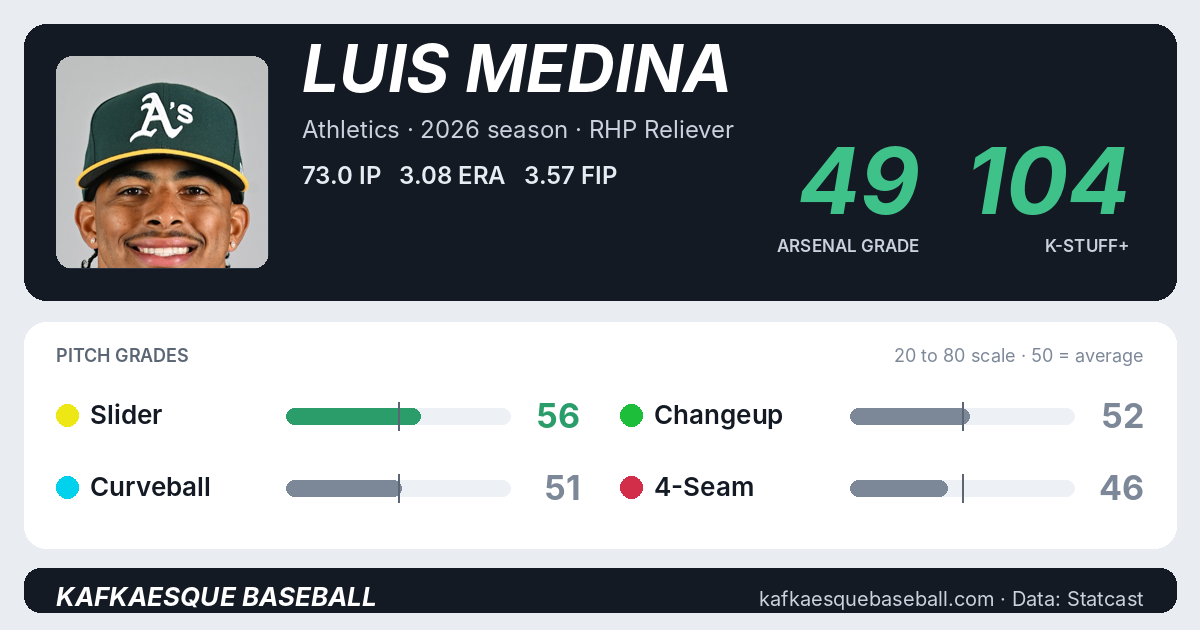 A's
LUIS MEDINA
Athletics · 2026 season · RHP Reliever
73.0 IP 3.08 ERA 3.57 FIP
49 104
ARSENAL GRADE K-STUFF+
PITCH GRADES 20 to 80 scale · 50 = average
Slider 56 Changeup 52
Curveball 51 4-Seam 46
KAFKAESQUE BASEBALL kafkaesquebaseball.com · Data: Statcast